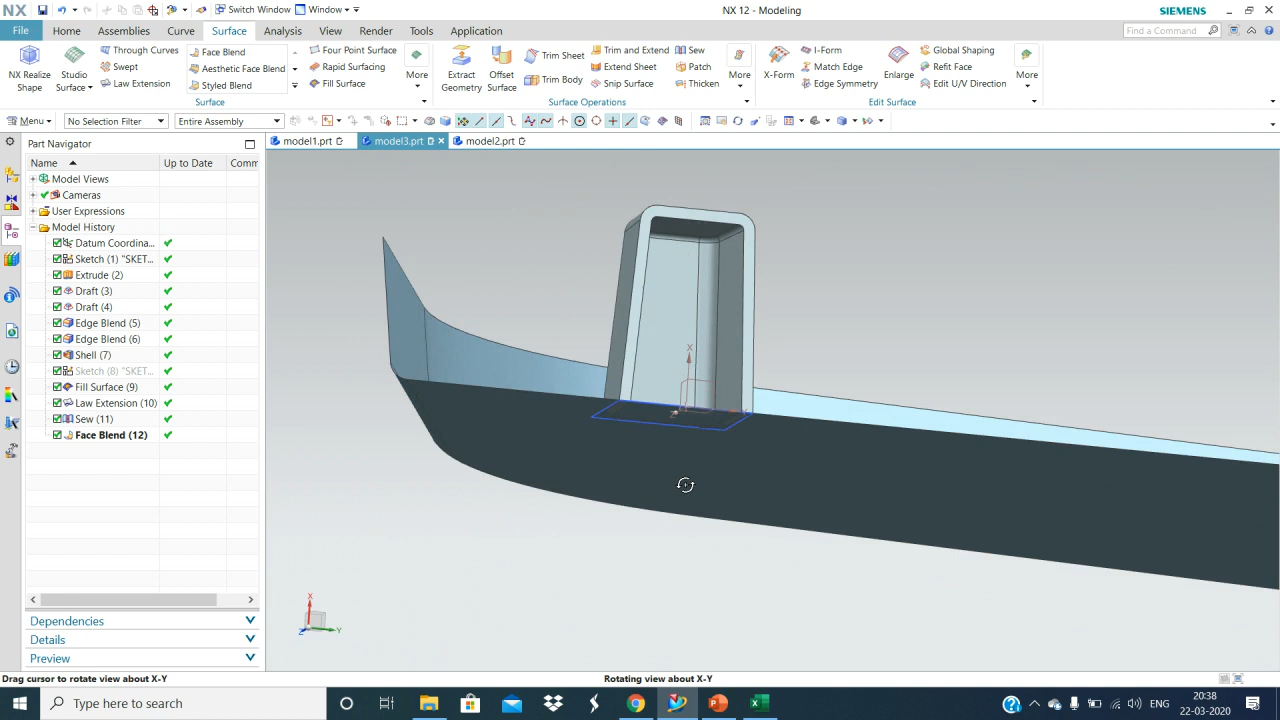 NX
Switch Window
Window
NX 12 - Modeling
SIEMENS
File
Home
Assemblies
Curve
Surface
Analysis
View
Render
Tools
Application
Find a Command
NX Realize Shape
Studio Surface
Through Curves
Swept
Law Extension
Face Blend
Aesthetic Face Blend
Styled Blend
Four Point Surface
Rapid Surfacing
Fill Surface
More
Extract Geometry
Offset Surface
Trim Sheet
Trim Body
Trim and Extend
Extend Sheet
Snip Surface
Sew
Patch
Thicken
More
X-Form
I-Form
Match Edge
Edge Symmetry
Enlarge
Global Shaping
Refit Face
Edit U/V Direction
More
Surface
Surface Operations
Edit Surface
Menu
No Selection Filter
Entire Assembly
Part Navigator
model1.prt
model3.prt
model2.prt
Name
Up to Date
Comm
Model Views
Cameras
User Expressions
Model History
Datum Coordina...
Sketch (1) "SKET...
Extrude (2)
Draft (3)
Draft (4)
Edge Blend (5)
Edge Blend (6)
Shell (7)
Sketch (8) "SKET...
Fill Surface (9)
Law Extension (10)
Sew (11)
Face Blend (12)
X
X
Y
Z
Dependencies
Details
Preview
Drag cursor to rotate view about X-Y
Rotating view about X-Y
Type here to search
ENG
20:38
22-03-2020